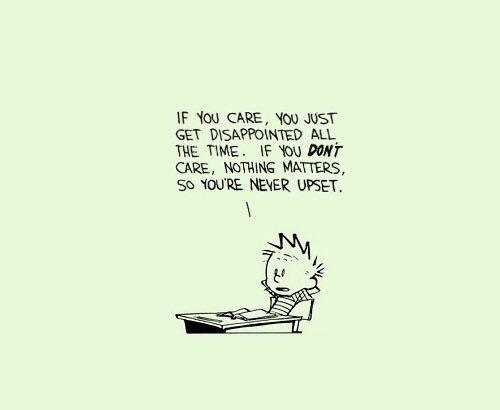 IF YOU CARE, YOU JUST
GET DISAPPOINTED ALL
THE TIME. IF YOU DON'T
CARE, NOTHING MATTERS,
SO YOU'RE NEVER UPSET.